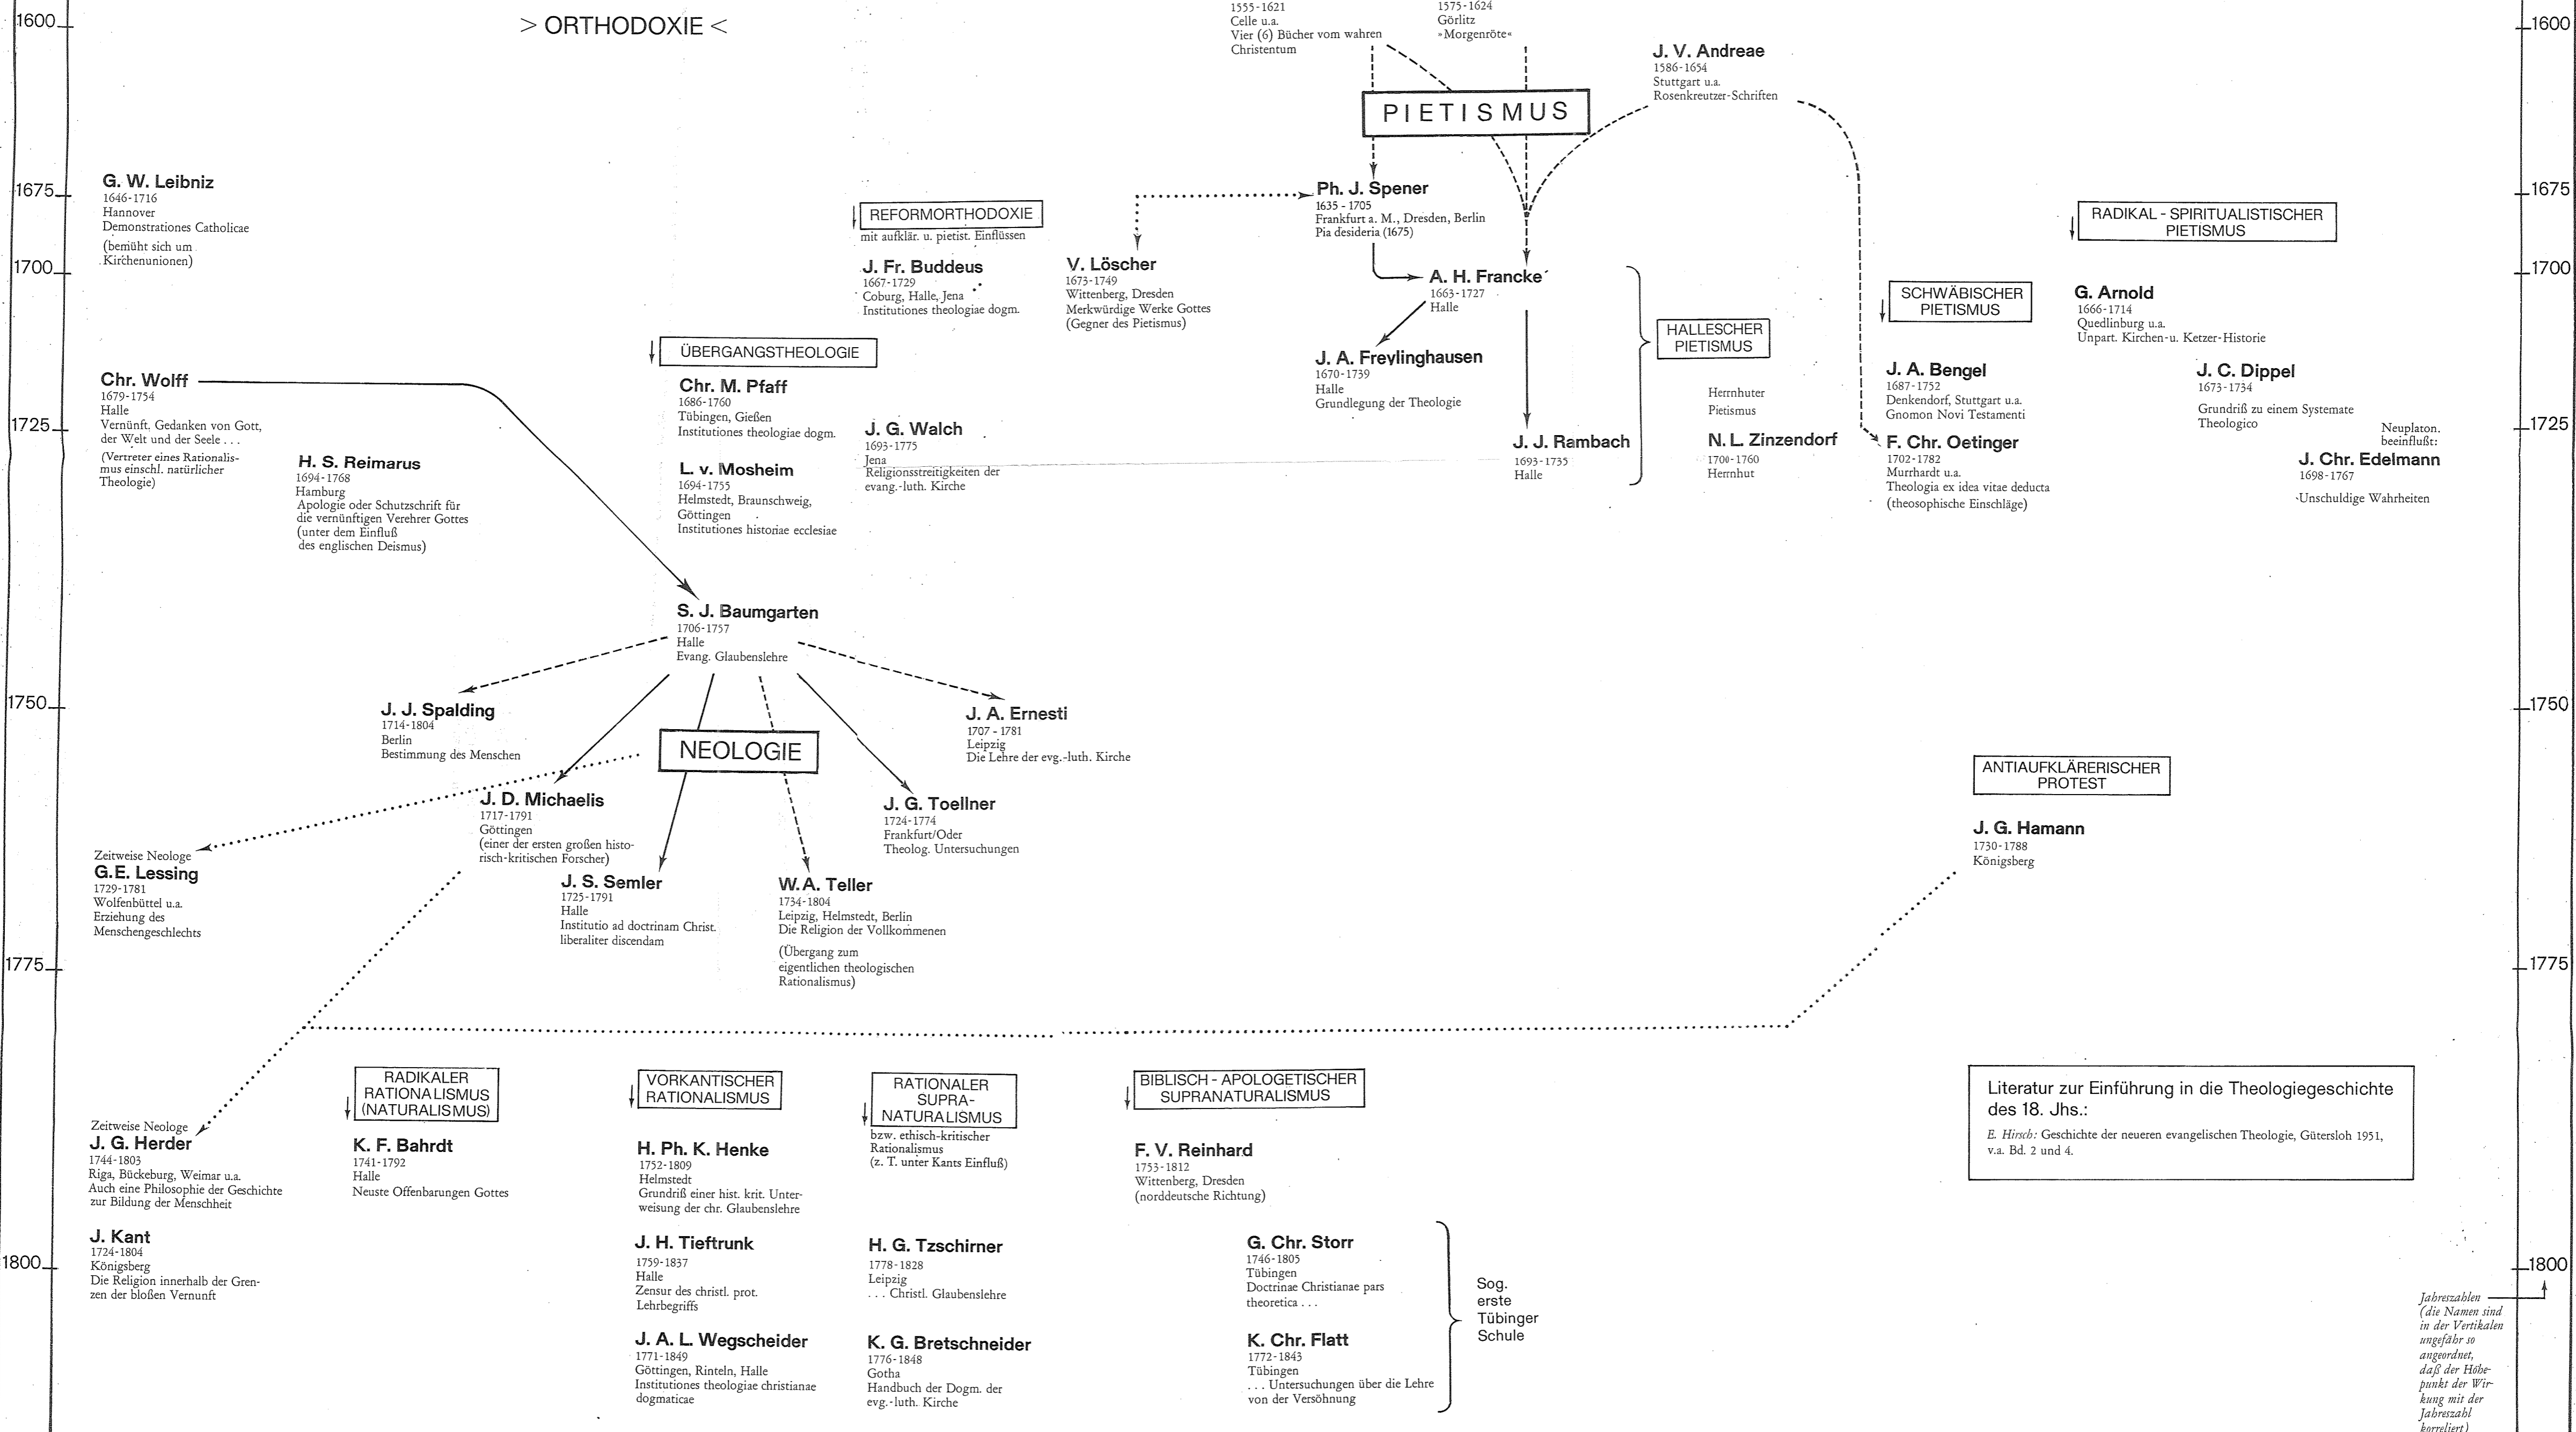 1600
> ORTHODOXIE <
1555-1621
Celle u.a.
Vier (6) Bücher vom wahren
Christentum
1575-1624
Görlitz
»Morgenröte«
J. V. Andreae
1586-1654
Stuttgart u.a.
Rosenkreutzer-Schriften
1600
PIETISMUS
1675
G. W. Leibniz
1646-1716
Hannover
Demonstrationes Catholicae
(bemüht sich um
Kirchenunionen)
REFORMORTHODOXIE
mit aufklär. u. pietist. Einflüssen
J. Fr. Buddeus
1667-1729
Coburg, Halle, Jena
Institutiones theologiae dogm.
V. Löscher
1673-1749
Wittenberg, Dresden
Merkwürdige Werke Gottes
(Gegner des Pietismus)
Ph. J. Spener
1635 - 1705
Frankfurt a. M., Dresden, Berlin
Pia desideria (1675)
1675
RADIKAL - SPIRITUALISTISCHER
PIETISMUS
1700
A. H. Francke
1663-1727
Halle
SCHWÄBISCHER
PIETISMUS
G. Arnold
1666-1714
Quedlinburg u.a.
Unpart. Kirchen- u. Ketzer-Historie
1700
ÜBERGANGSTHEOLOGIE
J. A. Freylinghausen
1670-1739
Halle
Grundlegung der Theologie
HALLESCHER
PIETISMUS
Chr. Wolff
1679-1754
Halle
Vernünft. Gedanken von Gott,
der Welt und der Seele . . .
(Vertreter eines Rationalis-
mus einschl. natürlicher
Theologie)
Chr. M. Pfaff
1686-1760
Tübingen, Gießen
Institutiones theologiae dogm.
J. A. Bengel
1687-1752
Denkendorf, Stuttgart u.a.
Gnomon Novi Testamenti
J. C. Dippel
1673-1734
Grundriß zu einem Systemate
Theologico
1725
H. S. Reimarus
1694-1768
Hamburg
Apologie oder Schutzschrift für
die vernünftigen Verehrer Gottes
(unter dem Einfluß
des englischen Deismus)
L. v. Mosheim
1694-1755
Helmstedt, Braunschweig,
Göttingen
Institutiones historiae ecclesiae
J. G. Walch
1693-1775
Jena
Religionsstreitigkeiten der
evang.-luth. Kirche
J. J. Rambach
1693-1735
Halle
Herrnhuter
Pietismus
N. L. Zinzendorf
1700-1760
Herrnhut
F. Chr. Oetinger
1702-1782
Murrhardt u.a.
Theologia ex idea vitae deducta
(theosophische Einschläge)
Neuplaton.
beeinflußt:
J. Chr. Edelmann
1698-1767
Unschuldige Wahrheiten
1725
S. J. Baumgarten
1706-1757
Halle
Evang. Glaubenslehre
1750
J. J. Spalding
1714-1804
Berlin
Bestimmung des Menschen
NEOLOGIE
J. A. Ernesti
1707 - 1781
Leipzig
Die Lehre der evg.-luth. Kirche
1750
ANTIAUFKLÄRERISCHER
PROTEST
J. D. Michaelis
1717-1791
Göttingen
(einer der ersten großen histo-
risch-kritischen Forscher)
J. G. Toellner
1724-1774
Frankfurt/Oder
Theolog. Untersuchungen
J. G. Hamann
1730-1788
Königsberg
Zeitweise Neologe
G.E. Lessing
1729-1781
Wolfenbüttel u.a.
Erziehung des
Menschengeschlechts
J. S. Semler
1725-1791
Halle
Institutio ad doctrinam Christ.
liberaliter discendam
W.A. Teller
1734-1804
Leipzig, Helmstedt, Berlin
Die Religion der Vollkommenen
(Übergang zum
eigentlichen theologischen
Rationalismus)
1775
1775
RADIKALER
RATIONALISMUS
(NATURALISMUS)
VORKANTISCHER
RATIONALISMUS
RATIONALER
SUPRA-
NATURALISMUS
bzw. ethisch-kritischer
Rationalismus
(z. T. unter Kants Einfluß)
BIBLISCH - APOLOGETISCHER
SUPRANATURALISMUS
Literatur zur Einführung in die Theologiegeschichte
des 18. Jhs.:
E. Hirsch: Geschichte der neueren evangelischen Theologie, Gütersloh 1951,
v.a. Bd. 2 und 4.
Zeitweise Neologe
J. G. Herder
1744-1803
Riga, Bückeburg, Weimar u.a.
Auch eine Philosophie der Geschichte
zur Bildung der Menschheit
K. F. Bahrdt
1741-1792
Halle
Neuste Offenbarungen Gottes
H. Ph. K. Henke
1752-1809
Helmstedt
Grundriß einer hist. krit. Unter-
weisung der chr. Glaubenslehre
F. V. Reinhard
1753-1812
Wittenberg, Dresden
(norddeutsche Richtung)
J. Kant
1724-1804
Königsberg
Die Religion innerhalb der Gren-
zen der bloßen Vernunft
J. H. Tieftrunk
1759-1837
Halle
Zensur des christl. prot.
Lehrbegriffs
H. G. Tzschirner
1778-1828
Leipzig
. . . Christl. Glaubenslehre
G. Chr. Storr
1746-1805
Tübingen
Doctrinae Christianae pars
theoretica . . .
Sog.
erste
Tübinger
Schule
1800
1800
J. A. L. Wegscheider
1771-1849
Göttingen, Rinteln, Halle
Institutiones theologiae christianae
dogmaticae
K. G. Bretschneider
1776-1848
Gotha
Handbuch der Dogm. der
evg.-luth. Kirche
K. Chr. Flatt
1772-1843
Tübingen
. . . Untersuchungen über die Lehre
von der Versöhnung
Jahreszahlen
(die Namen sind
in der Vertikalen
ungefähr so
angeordnet,
daß der Höhe-
punkt der Wir-
kung mit der
Jahreszahl
korreliert)